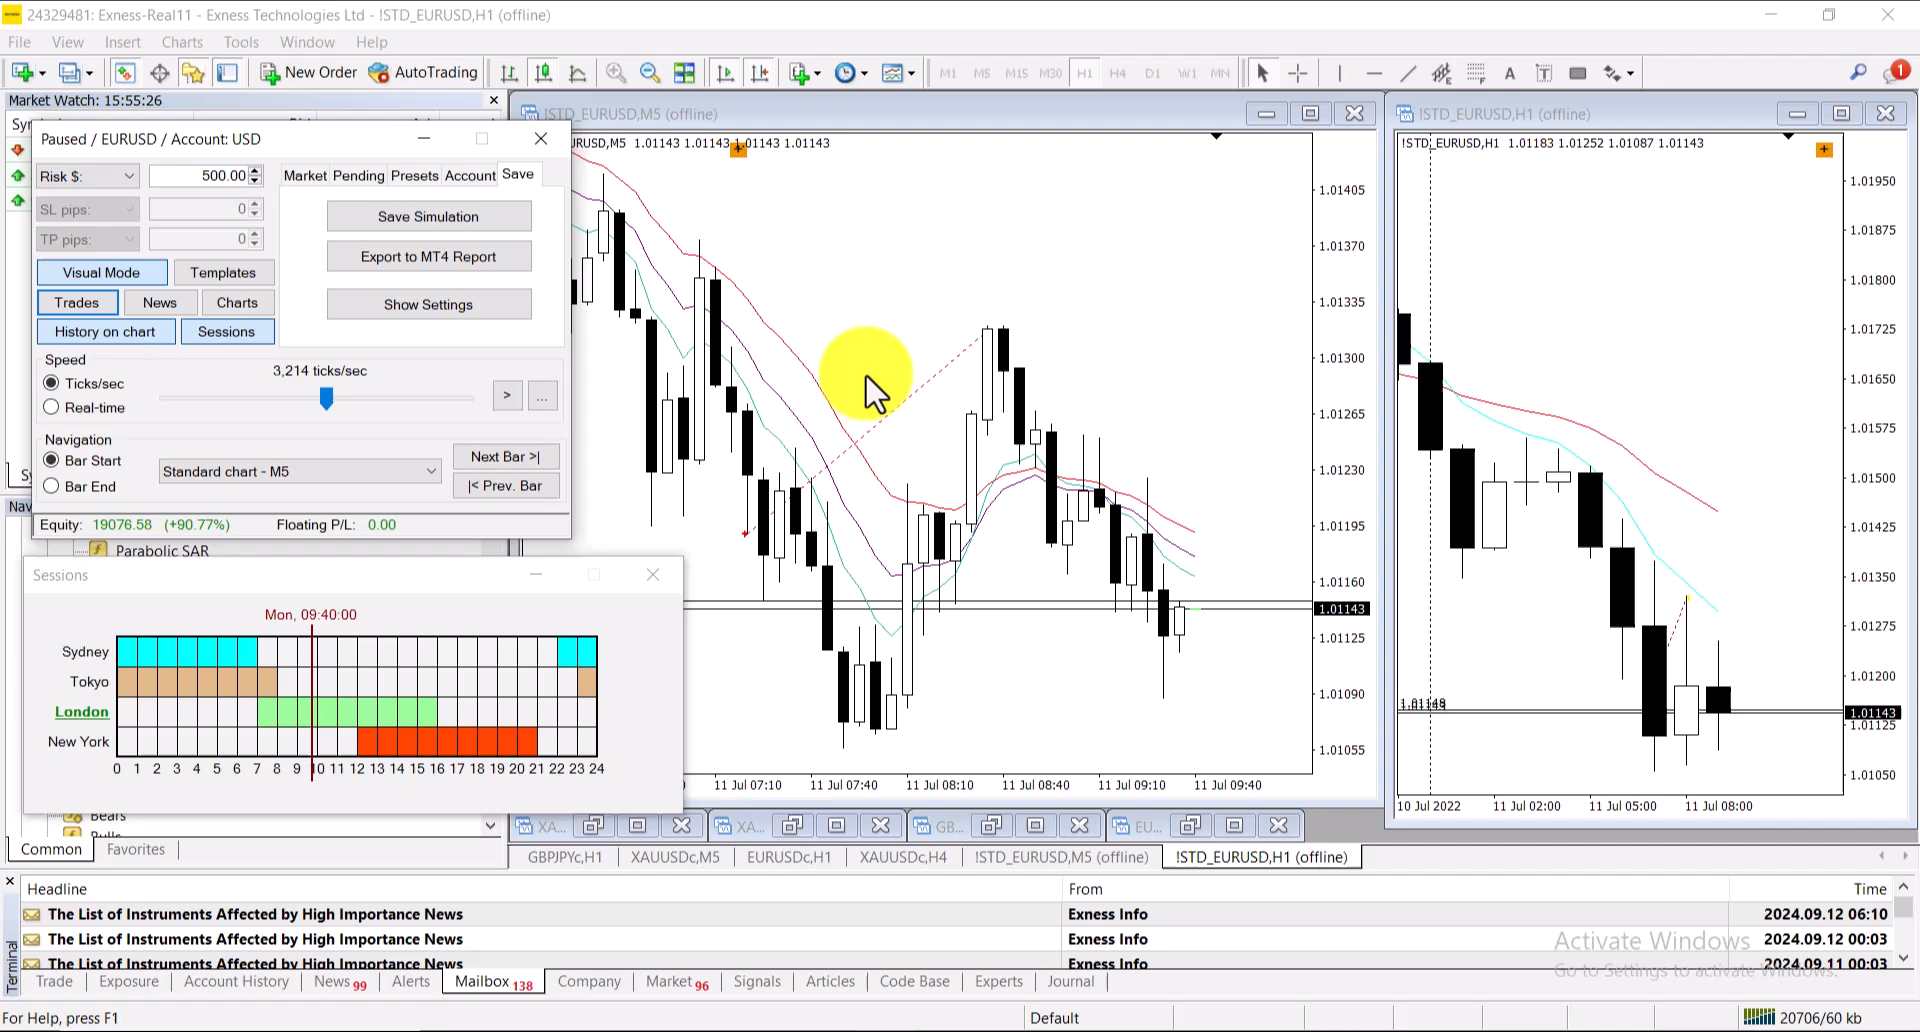 24329481: Exness-Real11 - Exness Technologies Ltd - !STD_EURUSD,H1 (offline)
File View Insert Charts Tools Window Help
New Order AutoTrading M1 M5 M15 M30 H1 H4 D1 W1 MN A T 1
Market Watch: 15:55:26
Paused / EURUSD / Account: USD
Risk $: 500.00
SL pips: 0
TP pips: 0
Visual Mode Templates
Trades News Charts
History on chart Sessions
Market Pending Presets Account Save
Save Simulation
Export to MT4 Report
Show Settings
Speed
Ticks/sec
Real-time
3,214 ticks/sec
> ...
Navigation
Bar Start
Bar End
Standard chart - M5
Next Bar >|
|< Prev. Bar
Equity: 19076.58 (+90.77%) Floating P/L: 0.00
Parabolic SAR
Sessions
Mon, 09:40:00
Sydney
Tokyo
London
New York
0 1 2 3 4 5 6 7 8 9 10 11 12 13 14 15 16 17 18 19 20 21 22 23 24
Bears
Bulls
Common Favorites
!STD_EURUSD,M5 (offline)
URUSD,M5 1.01143 1.01143 1.01143 1.01143
1.01405
1.01370
1.01335
1.01300
1.01265
1.01230
1.01195
1.01160
1.01143
1.01125
1.01090
1.01055
11 Jul 07:10 11 Jul 07:40 11 Jul 08:10 11 Jul 08:40 11 Jul 09:10 11 Jul 09:40
!STD_EURUSD,H1 (offline)
!STD_EURUSD,H1 1.01183 1.01252 1.01087 1.01143
1.01950
1.01875
1.01800
1.01725
1.01650
1.01575
1.01500
1.01425
1.01350
1.01275
1.01200
1.01143
1.01125
1.01050
10 Jul 2022 11 Jul 02:00 11 Jul 05:00 11 Jul 08:00
XA... XA... GB... EU...
GBPJPYc,H1 XAUUSDc,M5 EURUSDc,H1 XAUUSDc,H4 !STD_EURUSD,M5 (offline) !STD_EURUSD,H1 (offline)
Headline From Time
The List of Instruments Affected by High Importance News Exness Info 2024.09.12 06:10
The List of Instruments Affected by High Importance News Exness Info 2024.09.12 00:03
The List of Instruments Affected by High Importance News Exness Info 2024.09.11 00:03
Activate Windows
Go to Settings to activate Windows.
Terminal
Trade Exposure Account History News 99 Alerts Mailbox 138 Company Market 96 Signals Articles Code Base Experts Journal
For Help, press F1 Default 20706/60 kb